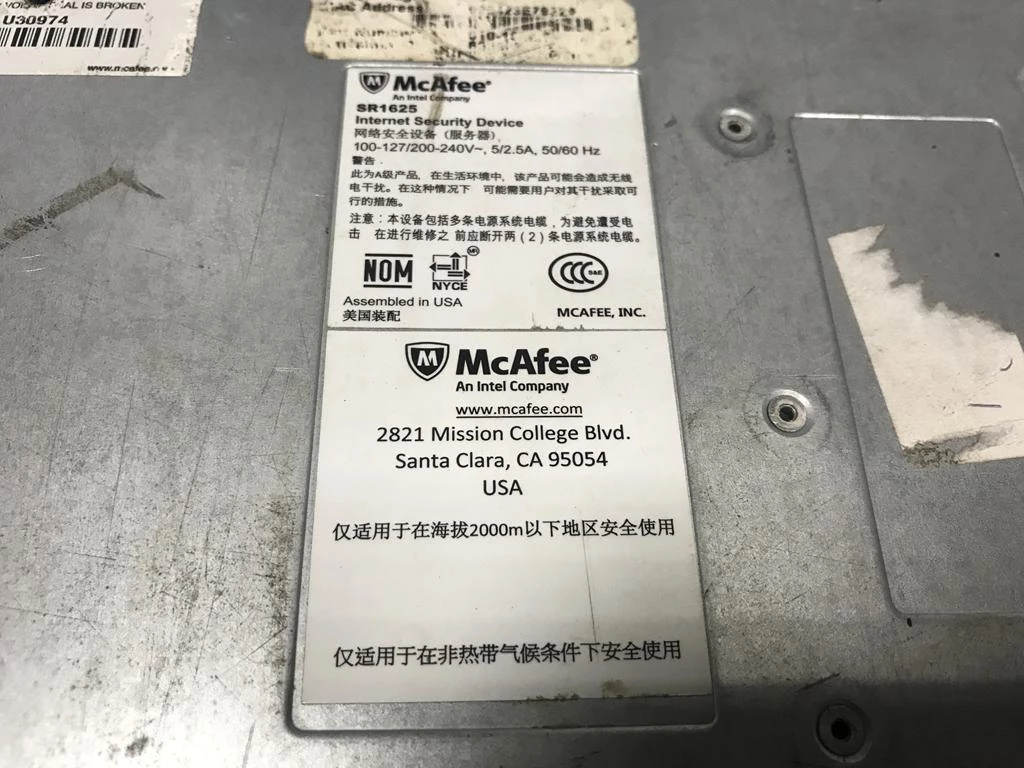 AL IS BROKEN
U30974
www.mcafee.com
MAC Address
McAfee®
An Intel Company
SR1625
Internet Security Device
网络安全设备（服务器）
100-127/200-240V~, 5/2.5A, 50/60 Hz
警告：
此为A级产品，在生活环境中，该产品可能会造成无线
电干扰。在这种情况下 可能需要用户对其干扰采取可
行的措施。
注意：本设备包括多条电源系统电缆，为避免遭受电
击 在进行维修之 前应断开两（2）条电源系统电缆。
NOM
NYCE
CCC S&E
Assembled in USA
美国装配
MCAFEE, INC.
McAfee®
An Intel Company
www.mcafee.com
2821 Mission College Blvd.
Santa Clara, CA 95054
USA
仅适用于在海拔2000m以下地区安全使用
仅适用于在非热带气候条件下安全使用